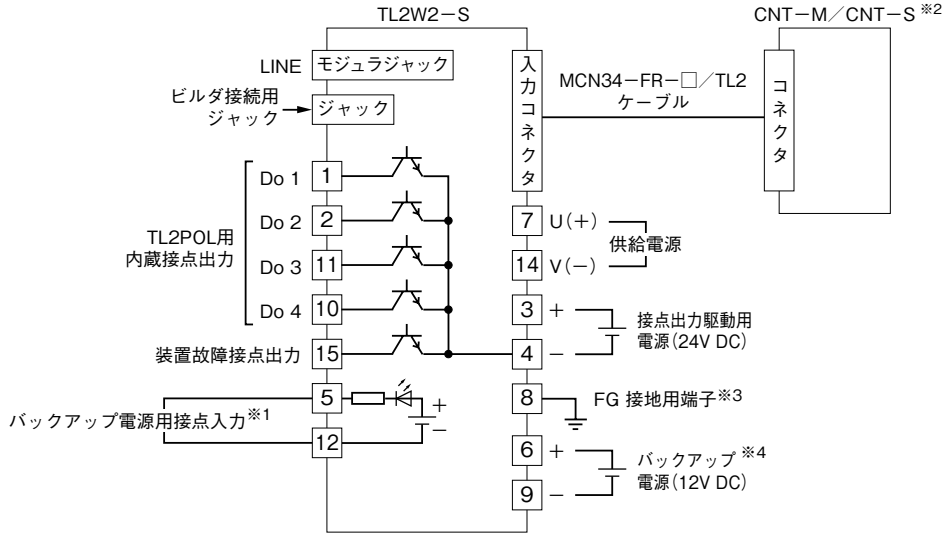 TL2W2－S
CNT－M／CNT－S ※2
LINE
モジュラジャック
ビルダ接続用
ジャック
ジャック
入力コネクタ
MCN34－FR－□／TL2
ケーブル
コネクタ
TL2POL用
内蔵接点出力
Do 1
1
Do 2
2
Do 3
11
Do 4
10
装置故障接点出力
15
バックアップ電源用接点入力※1
5
12
+
−
7
U(+)
14
V(−)
供給電源
3
+
4
−
接点出力駆動用
電源(24V DC)
8
FG 接地用端子※3
6
+
9
−
バックアップ ※4
電源(12V DC)